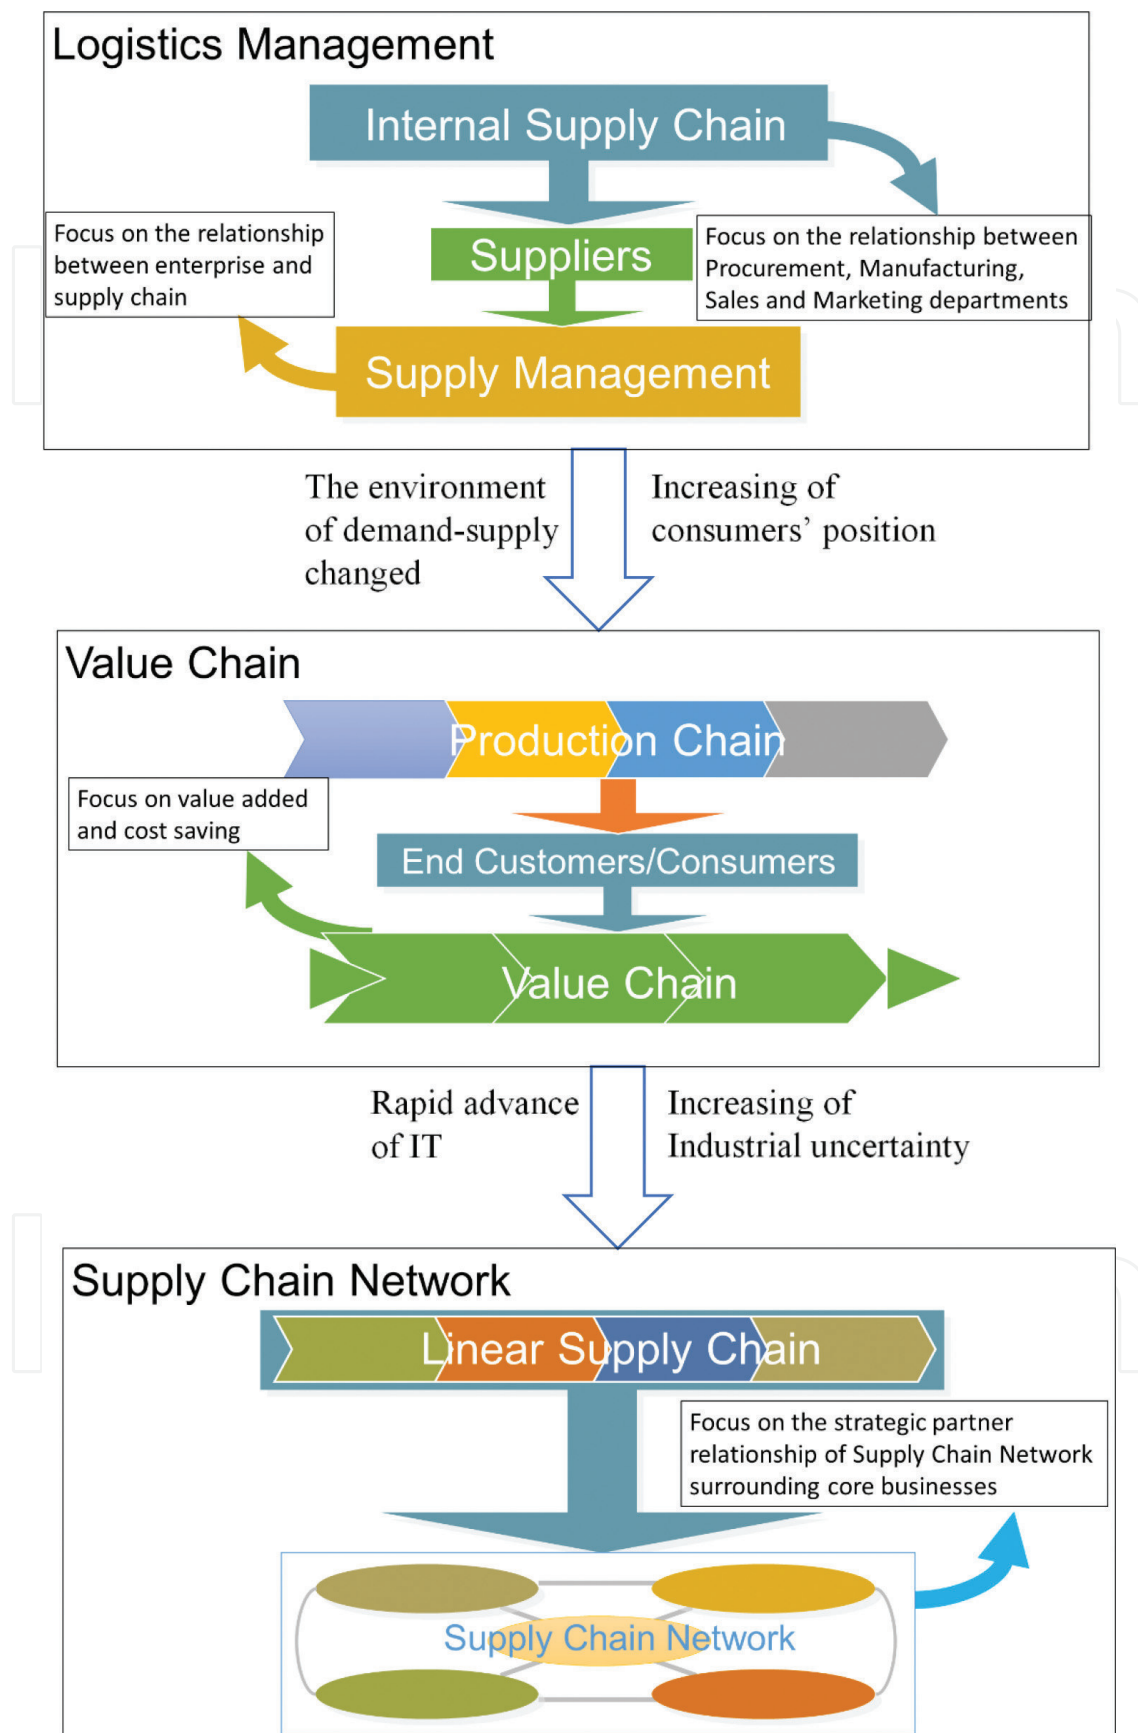 Logistics Management
Internal Supply Chain
Focus on the relationship
between enterprise and
supply chain
Suppliers
Focus on the relationship between
Procurement, Manufacturing,
Sales and Marketing departments
Supply Management
The environment
of demand-supply
changed
Increasing of
consumers’ position
Value Chain
Production Chain
Focus on value added
and cost saving
End Customers/Consumers
Value Chain
Rapid advance
of IT
Increasing of
Industrial uncertainty
Supply Chain Network
Linear Supply Chain
Focus on the strategic partner
relationship of Supply Chain Network
surrounding core businesses
Supply Chain Network